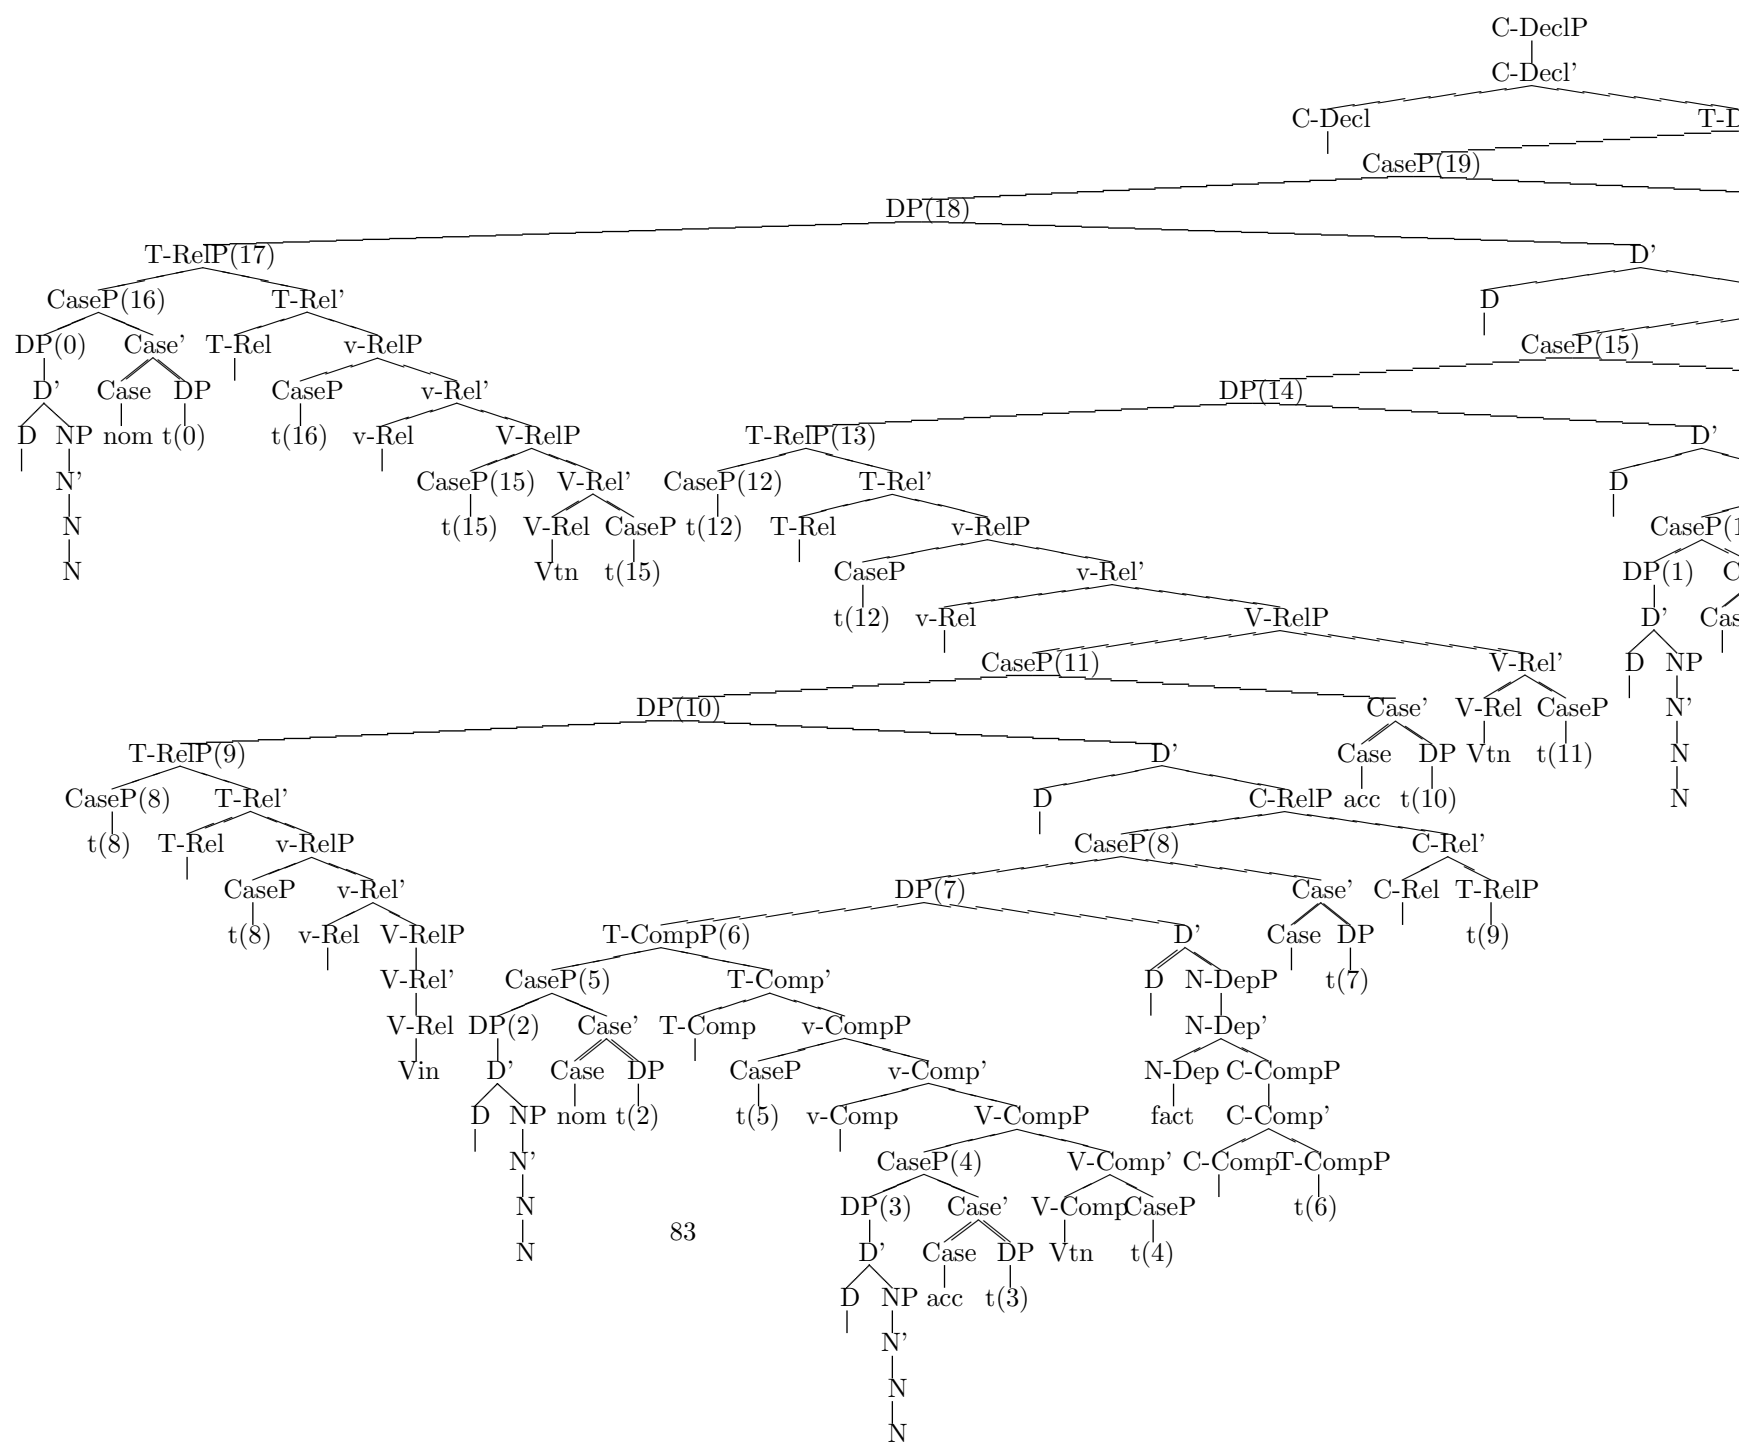 C-DeclP
C-Decl'
C-Decl T-D
CaseP(19)
DP(18)
T-RelP(17) D'
CaseP(16) T-Rel' D
DP(0) Case' T-Rel v-RelP CaseP(15)
D' Case DP CaseP v-Rel' DP(14)
D NP nom t(0) t(16) v-Rel V-RelP T-RelP(13) D'
N' CaseP(15) V-Rel' CaseP(12) T-Rel' D
N t(15) V-Rel CaseP t(12) T-Rel v-RelP CaseP(1
N Vtn t(15) CaseP v-Rel' DP(1) C
t(12) v-Rel V-RelP D' Cas
CaseP(11) V-Rel' D NP
DP(10) Case' V-Rel CaseP N'
T-RelP(9) D' Case DP Vtn t(11) N
CaseP(8) T-Rel' D C-RelP acc t(10) N
t(8) T-Rel v-RelP CaseP(8) C-Rel'
CaseP v-Rel' DP(7) Case' C-Rel T-RelP
t(8) v-Rel V-RelP T-CompP(6) D' Case DP t(9)
V-Rel' CaseP(5) T-Comp' D N-DepP t(7)
V-Rel DP(2) Case' T-Comp v-CompP N-Dep'
Vin D' Case DP CaseP v-Comp' N-Dep C-CompP
D NP nom t(2) t(5) v-Comp V-CompP fact C-Comp'
N' CaseP(4) V-Comp' C-Comp T-CompP
N DP(3) Case' V-Comp CaseP t(6)
83
N D' Case DP Vtn t(4)
D NP acc t(3)
N'
N
N